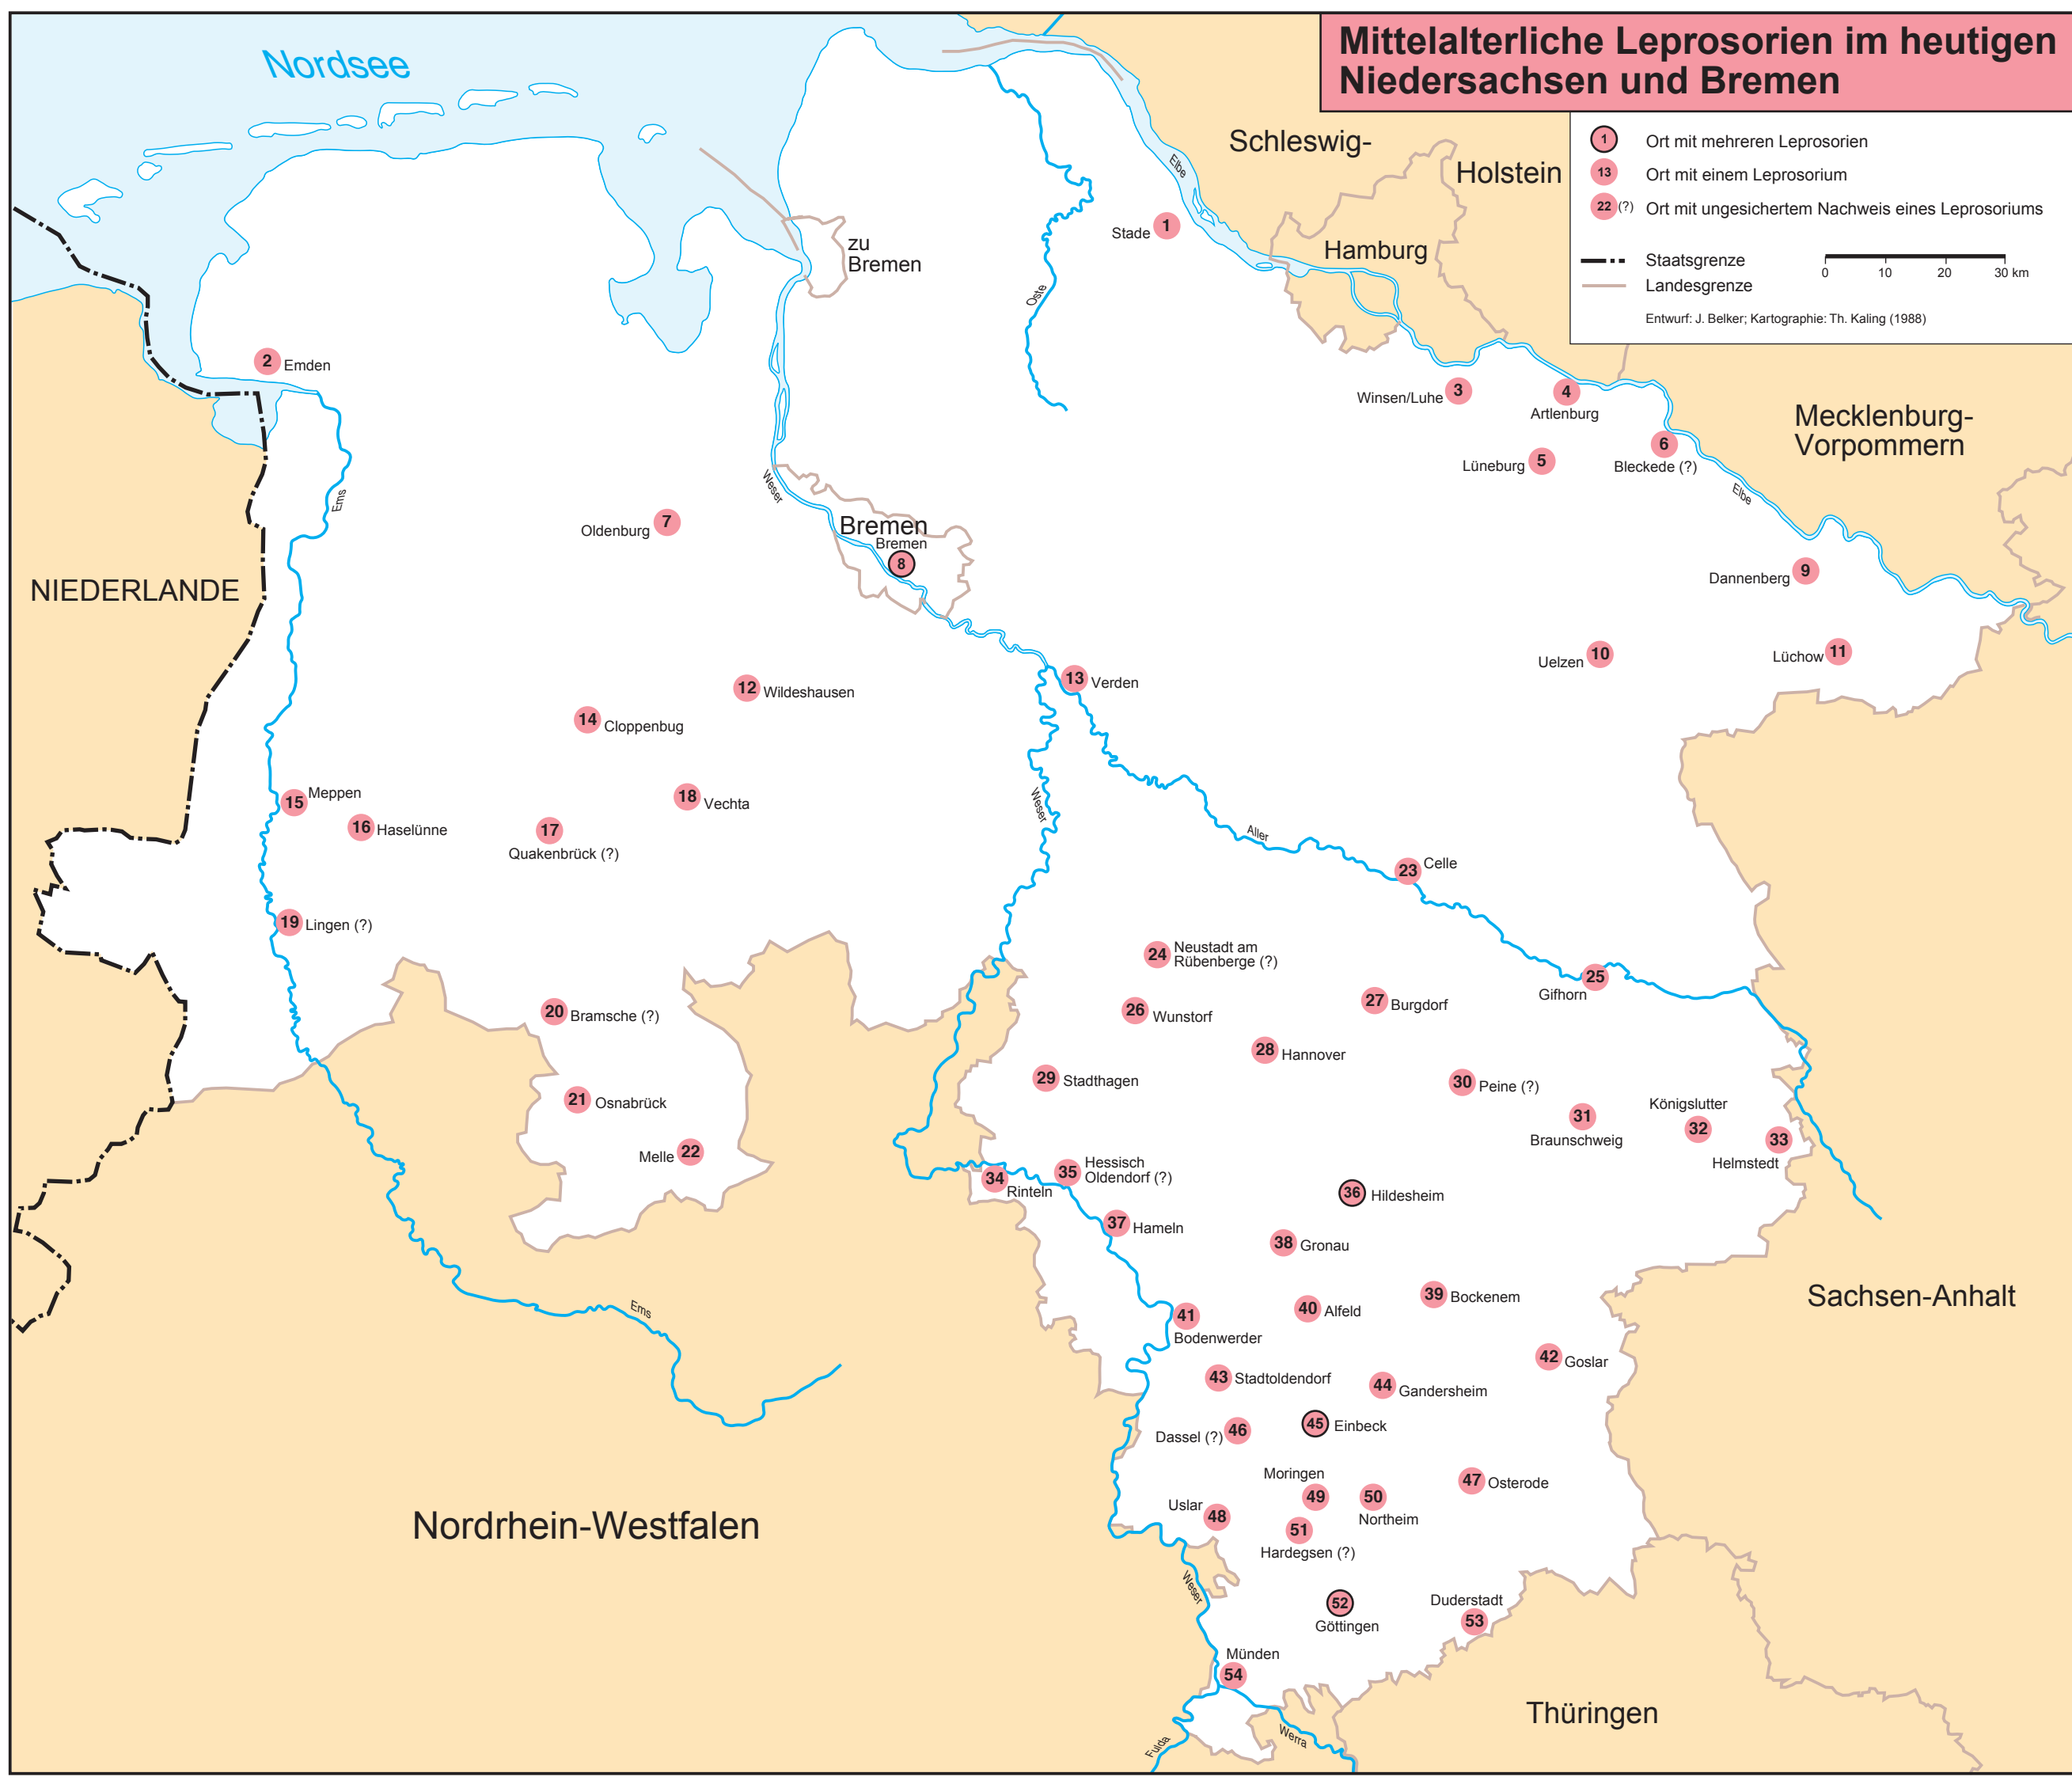 Mittelalterliche Leprosorien im heutigen
Niedersachsen und Bremen
1 Ort mit mehreren Leprosorien
13 Ort mit einem Leprosorium
22 (?) Ort mit ungesichertem Nachweis eines Leprosoriums
Staatsgrenze
Landesgrenze
0 10 20 30 km
Entwurf: J. Belker; Kartographie: Th. Kaling (1988)
Nordsee
Schleswig-
Holstein
Elbe
Stade 1
zu
Bremen
Hamburg
Oste
2 Emden
Winsen/Luhe 3
4
Artlenburg
Mecklenburg-
Vorpommern
Lüneburg 5
6
Bleckede (?)
Elbe
Ems
Weser
Oldenburg 7
Bremen
Bremen
8
NIEDERLANDE
Dannenberg 9
Uelzen 10
Lüchow 11
12 Wildeshausen
13 Verden
14 Cloppenbug
15 Meppen
16 Haselünne
17
Quakenbrück (?)
18 Vechta
Weser
Aller
23 Celle
19 Lingen (?)
24 Neustadt am
Rübenberge (?)
25
Gifhorn
20 Bramsche (?)
26 Wunstorf
27 Burgdorf
28 Hannover
29 Stadthagen
30 Peine (?)
21 Osnabrück
31
Braunschweig
Königslutter
32
33
Helmstedt
Melle 22
34
Rinteln
35 Hessisch
Oldendorf (?)
36 Hildesheim
37 Hameln
38 Gronau
39 Bockenem
Sachsen-Anhalt
40 Alfeld
41
Bodenwerder
Ems
42 Goslar
43 Stadtoldendorf
44 Gandersheim
45 Einbeck
Dassel (?) 46
47 Osterode
Nordrhein-Westfalen
Uslar
48
Moringen
49
50
Northeim
51
Hardegsen (?)
Weser
52
Göttingen
Duderstadt
53
Münden
54
Thüringen
Fulda
Werra